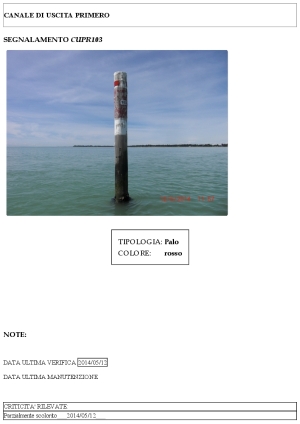 CANALE DI USCITA PRIMERO
SEGNALAMENTO CUPR103
TIPOLOGIA: Palo
COLORE: rosso
NOTE:
DATA ULTIMA VERIFICA 2014/05/12
DATA ULTIMA MANUTENZIONE
CRITICITA' RILEVATE
Parzialmente scolorito 2014/05/12